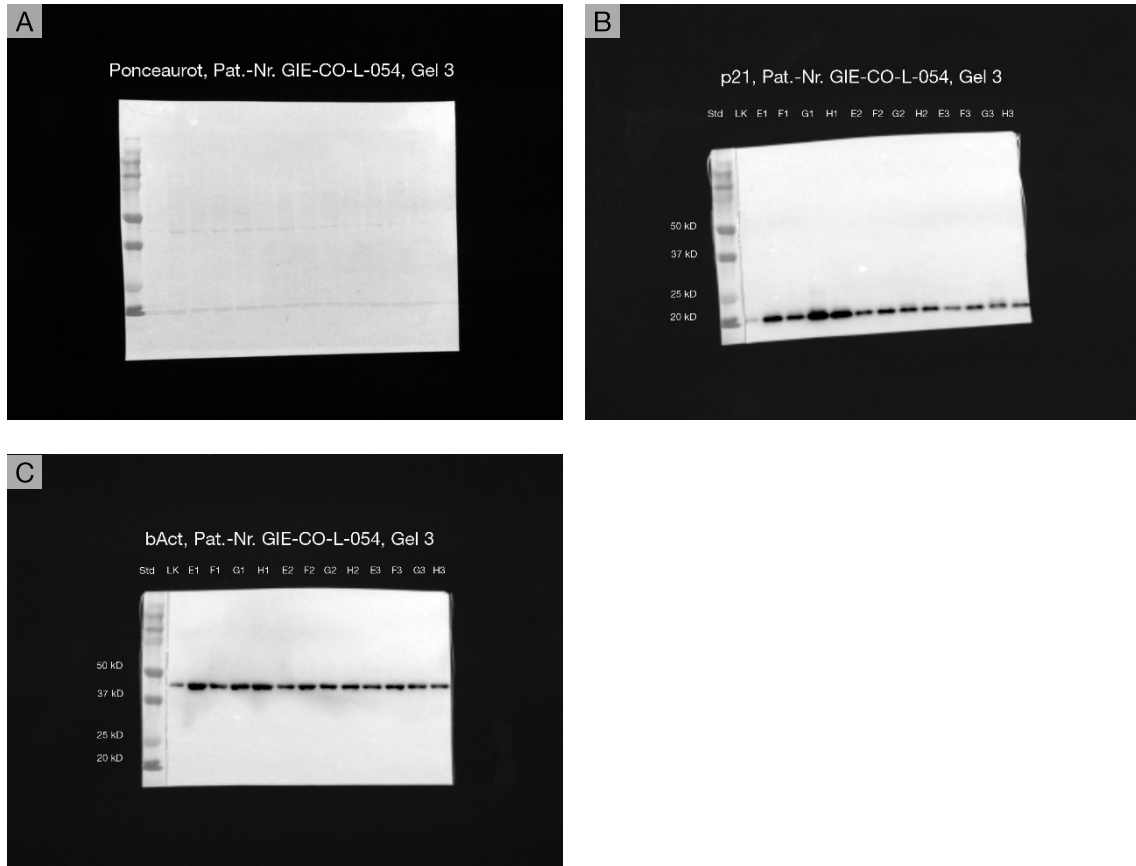 A
Ponceaurot, Pat.-Nr. GIE-CO-L-054, Gel 3
B
p21, Pat.-Nr. GIE-CO-L-054, Gel 3
Std LK E1 F1 G1 H1 E2 F2 G2 H2 E3 F3 G3 H3
50 kD
37 kD
25 kD
20 kD
C
bAct, Pat.-Nr. GIE-CO-L-054, Gel 3
Std LK E1 F1 G1 H1 E2 F2 G2 H2 E3 F3 G3 H3
50 kD
37 kD
25 kD
20 kD